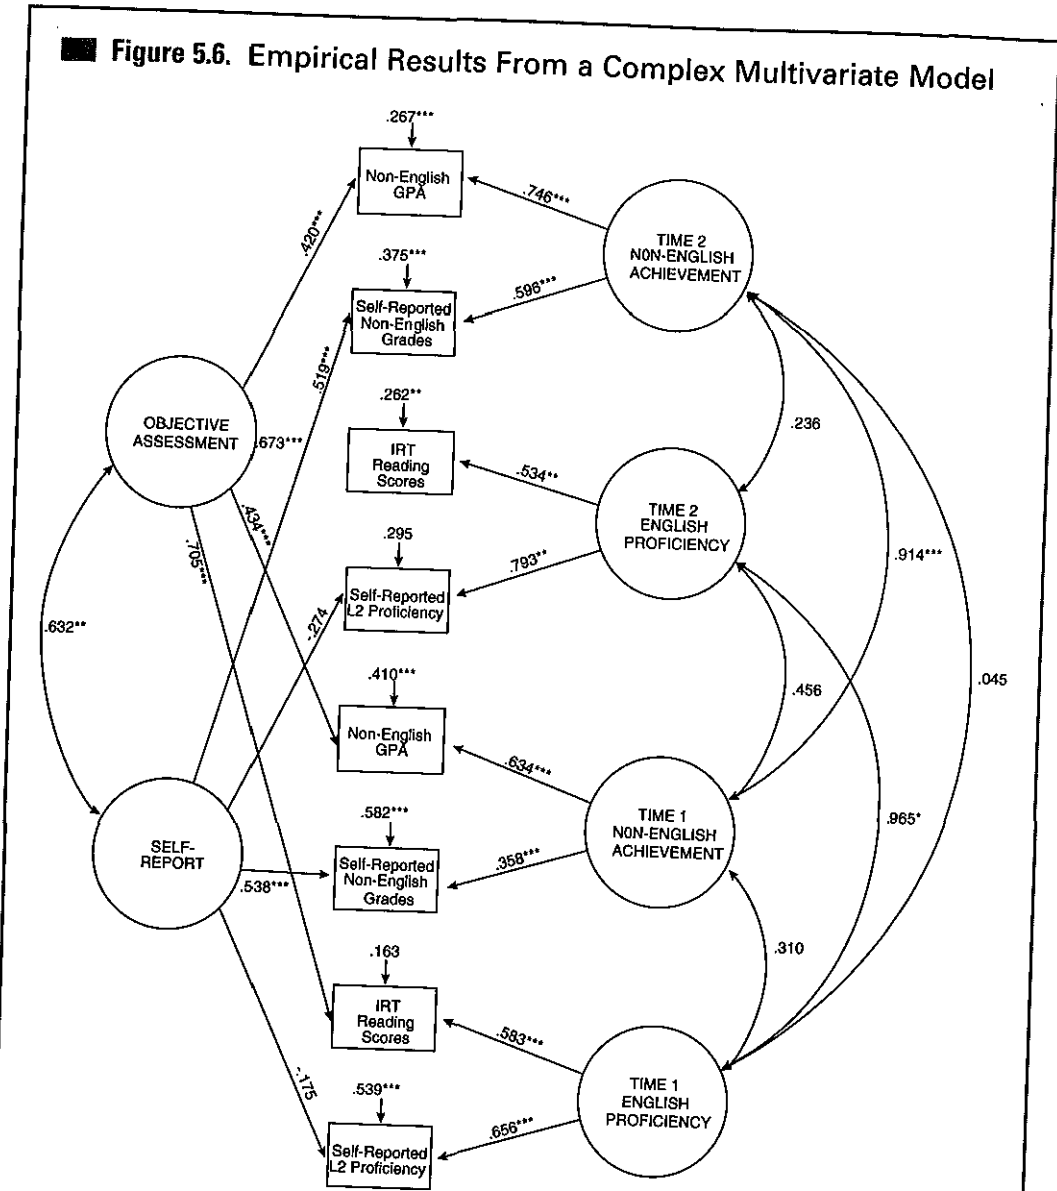 Figure 5.6. Empirical Results From a Complex Multivariate Model
.267***
Non-English
GPA
.746***
.420***
TIME 2
NON-ENGLISH
ACHIEVEMENT
.375***
Self-Reported
Non-English
Grades
.596***
.519***
OBJECTIVE
ASSESSMENT
.673***
.262**
IRT
Reading
Scores
.534**
.236
TIME 2
ENGLISH
PROFICIENCY
.434***
.705***
.295
Self-Reported
L2 Proficiency
.793**
.914***
.632**
-.274
.410***
Non-English
GPA
.634***
.456
.045
TIME 1
NON-ENGLISH
ACHIEVEMENT
.965*
SELF-
REPORT
.538***
.582***
Self-Reported
Non-English
Grades
.358***
.163
IRT
Reading
Scores
.583***
.310
-.175
.539***
Self-Reported
L2 Proficiency
.656***
TIME 1
ENGLISH
PROFICIENCY